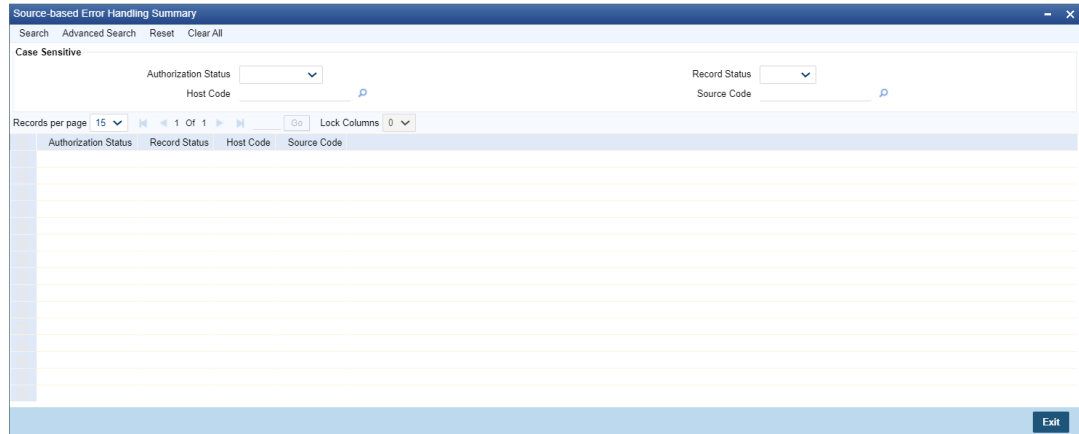 Source-based Error Handling Summary
Search Advanced Search Reset Clear All
Case Sensitive
Authorization Status Record Status
Host Code Source Code
Records per page 15 1 Of 1 Go Lock Columns 0
Authorization Status Record Status Host Code Source Code
Exit